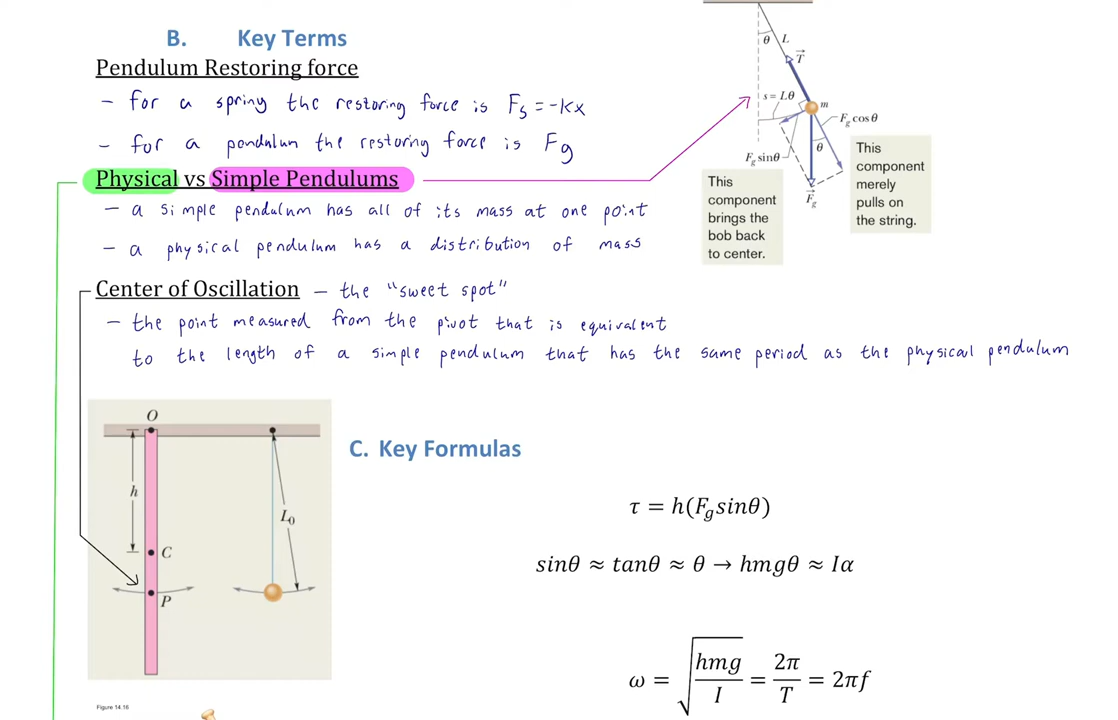 B. Key Terms
Pendulum Restoring force
- for a spring the restoring force is Fs = -kx
- for a pendulum the restoring force is Fg
Physical vs Simple Pendulums
- a simple pendulum has all of its mass at one point
- a physical pendulum has a distribution of mass
θ L
T
s = Lθ
m
Fg cos θ
θ
Fg sinθ
Fg
This
component
brings the
bob back
to center.
This
component
merely
pulls on
the string.
Center of Oscillation - the "sweet spot"
- the point measured from the pivot that is equivalent
to the length of a simple pendulum that has the same period as the physical pendulum
O
h
L0
C
P
Figure 14.16
C. Key Formulas
τ = h(Fgsinθ)
sinθ ≈ tanθ ≈ θ → hmgθ ≈ Iα
ω = √(hmg/I) = 2π/T = 2πf